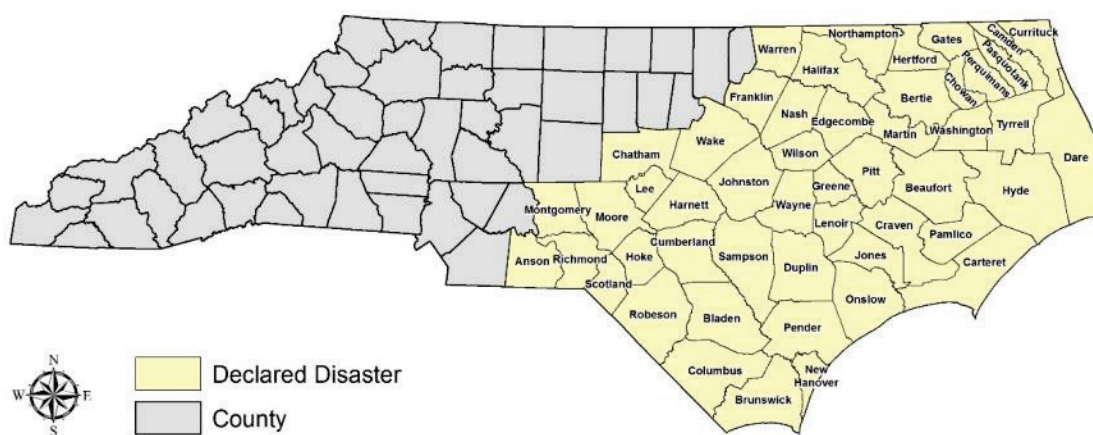 Warren
Northampton
Gates
Camden
Currituck
Pasquotank
Perquimans
Chowan
Hertford
Halifax
Franklin
Bertie
Nash
Edgecombe
Martin
Washington
Tyrrell
Dare
Wake
Chatham
Wilson
Pitt
Beaufort
Hyde
Lee
Johnston
Greene
Montgomery
Moore
Harnett
Wayne
Lenoir
Craven
Pamlico
Cumberland
Anson
Richmond
Hoke
Sampson
Duplin
Jones
Carteret
Scotland
Onslow
Robeson
Bladen
Pender
Columbus
New
Hanover
Brunswick
N
W
E
S
Declared Disaster
County